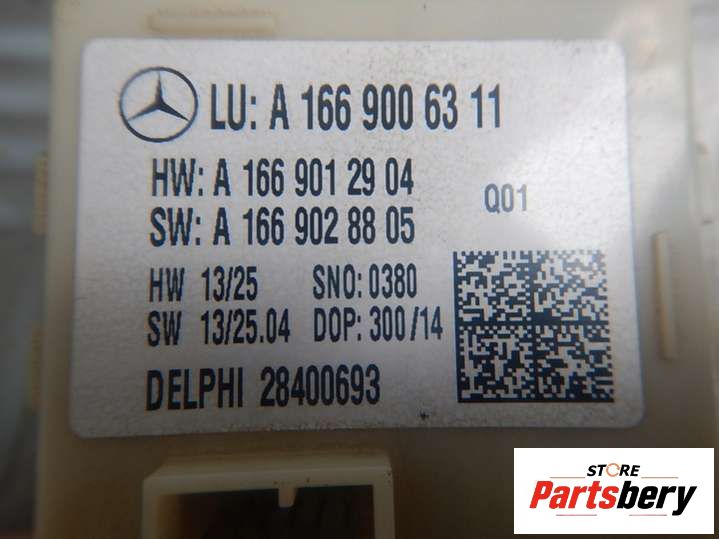 LU: A 166 900 63 11
HW: A 166 901 29 04
SW: A 166 902 88 05
Q01
HW 13/25 SNO: 0380
SW 13/25.04 DOP: 300/14
DELPHI 28400693
STORE
Partsbery